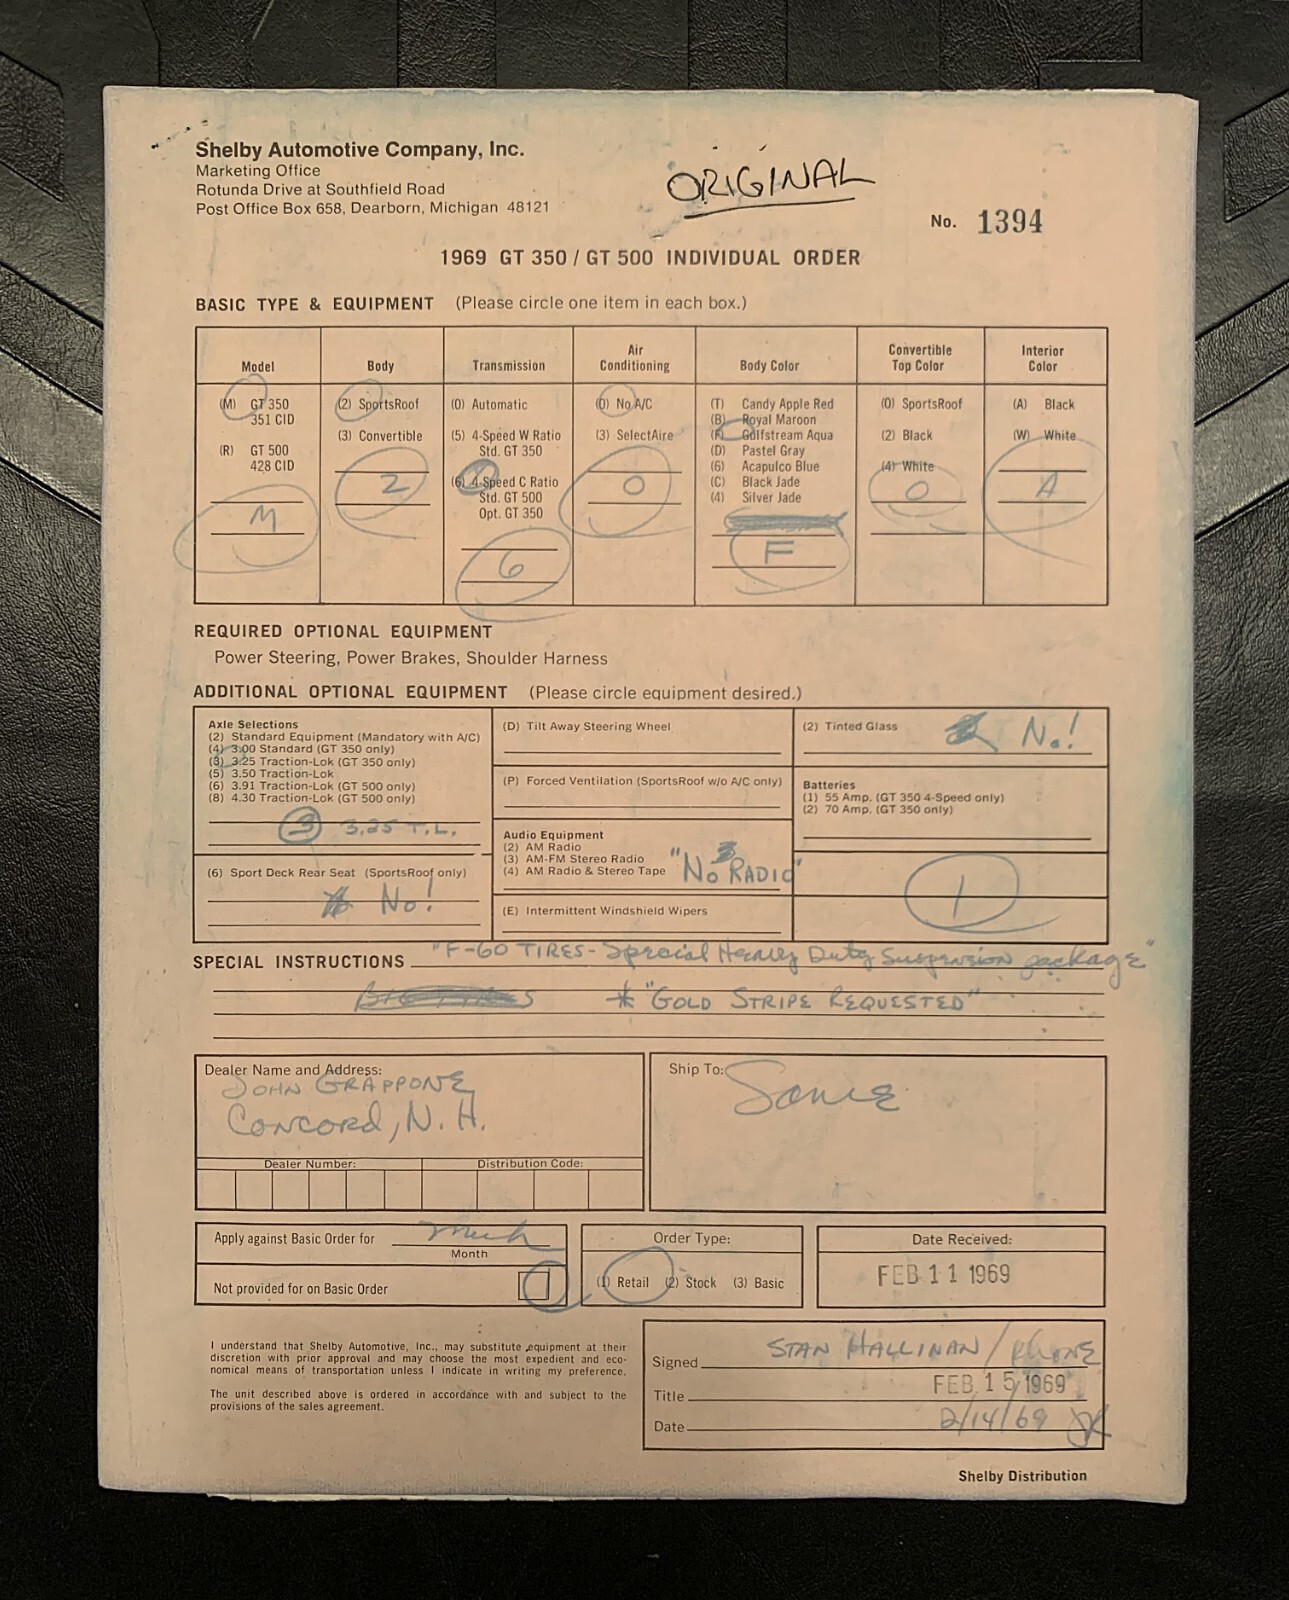 Shelby Automotive Company, Inc.
Marketing Office
Rotunda Drive at Southfield Road
Post Office Box 658, Dearborn, Michigan 48121
ORIGINAL
No. 1394
1969 GT 350 / GT 500 INDIVIDUAL ORDER
BASIC TYPE & EQUIPMENT (Please circle one item in each box.)
Model
(M) GT 350
351 CID
(R) GT 500
428 CID
M
Body
(2) SportsRoof
(3) Convertible
2
Transmission
(0) Automatic
(5) 4-Speed W Ratio
Std. GT 350
(6) 4-Speed C Ratio
Std. GT 500
Opt. GT 350
6
Air
Conditioning
(0) No A/C
(3) SelectAire
0
Body Color
(T) Candy Apple Red
(B) Royal Maroon
(F) Gulfstream Aqua
(D) Pastel Gray
(6) Acapulco Blue
(C) Black Jade
(4) Silver Jade
F
Convertible
Top Color
(0) SportsRoof
(2) Black
(4) White
0
Interior
Color
(A) Black
(W) White
A
REQUIRED OPTIONAL EQUIPMENT
Power Steering, Power Brakes, Shoulder Harness
ADDITIONAL OPTIONAL EQUIPMENT (Please circle equipment desired.)
Axle Selections
(2) Standard Equipment (Mandatory with A/C)
(4) 3.00 Standard (GT 350 only)
(3) 3.25 Traction-Lok (GT 350 only)
(5) 3.50 Traction-Lok
(6) 3.91 Traction-Lok (GT 500 only)
(8) 4.30 Traction-Lok (GT 500 only)
3 3.25 T.L.
(6) Sport Deck Rear Seat (SportsRoof only)
No!
(D) Tilt Away Steering Wheel
(P) Forced Ventilation (SportsRoof w/o A/C only)
Audio Equipment
(2) AM Radio
(3) AM-FM Stereo Radio
(4) AM Radio & Stereo Tape
"No RADIO"
(E) Intermittent Windshield Wipers
(2) Tinted Glass
No!
Batteries
(1) 55 Amp. (GT 350 4-Speed only)
(2) 70 Amp. (GT 350 only)
1
SPECIAL INSTRUCTIONS "F-60 TIRES - Special Heavy Duty Suspension package"
* "GOLD STRIPE REQUESTED"
Dealer Name and Address:
JOHN GRAPPONE
CONCORD, N.H.
Dealer Number: Distribution Code:
Ship To: Same
Apply against Basic Order for March
Month
Not provided for on Basic Order
Order Type:
(1) Retail (2) Stock (3) Basic
Date Received:
FEB 11 1969
I understand that Shelby Automotive, Inc., may substitute equipment at their
discretion with prior approval and may choose the most expedient and eco-
nomical means of transportation unless I indicate in writing my preference.
The unit described above is ordered in accordance with and subject to the
provisions of the sales agreement.
Signed STAN HALLINAN / PHONE
Title FEB 15 1969
Date 2/14/69
Shelby Distribution